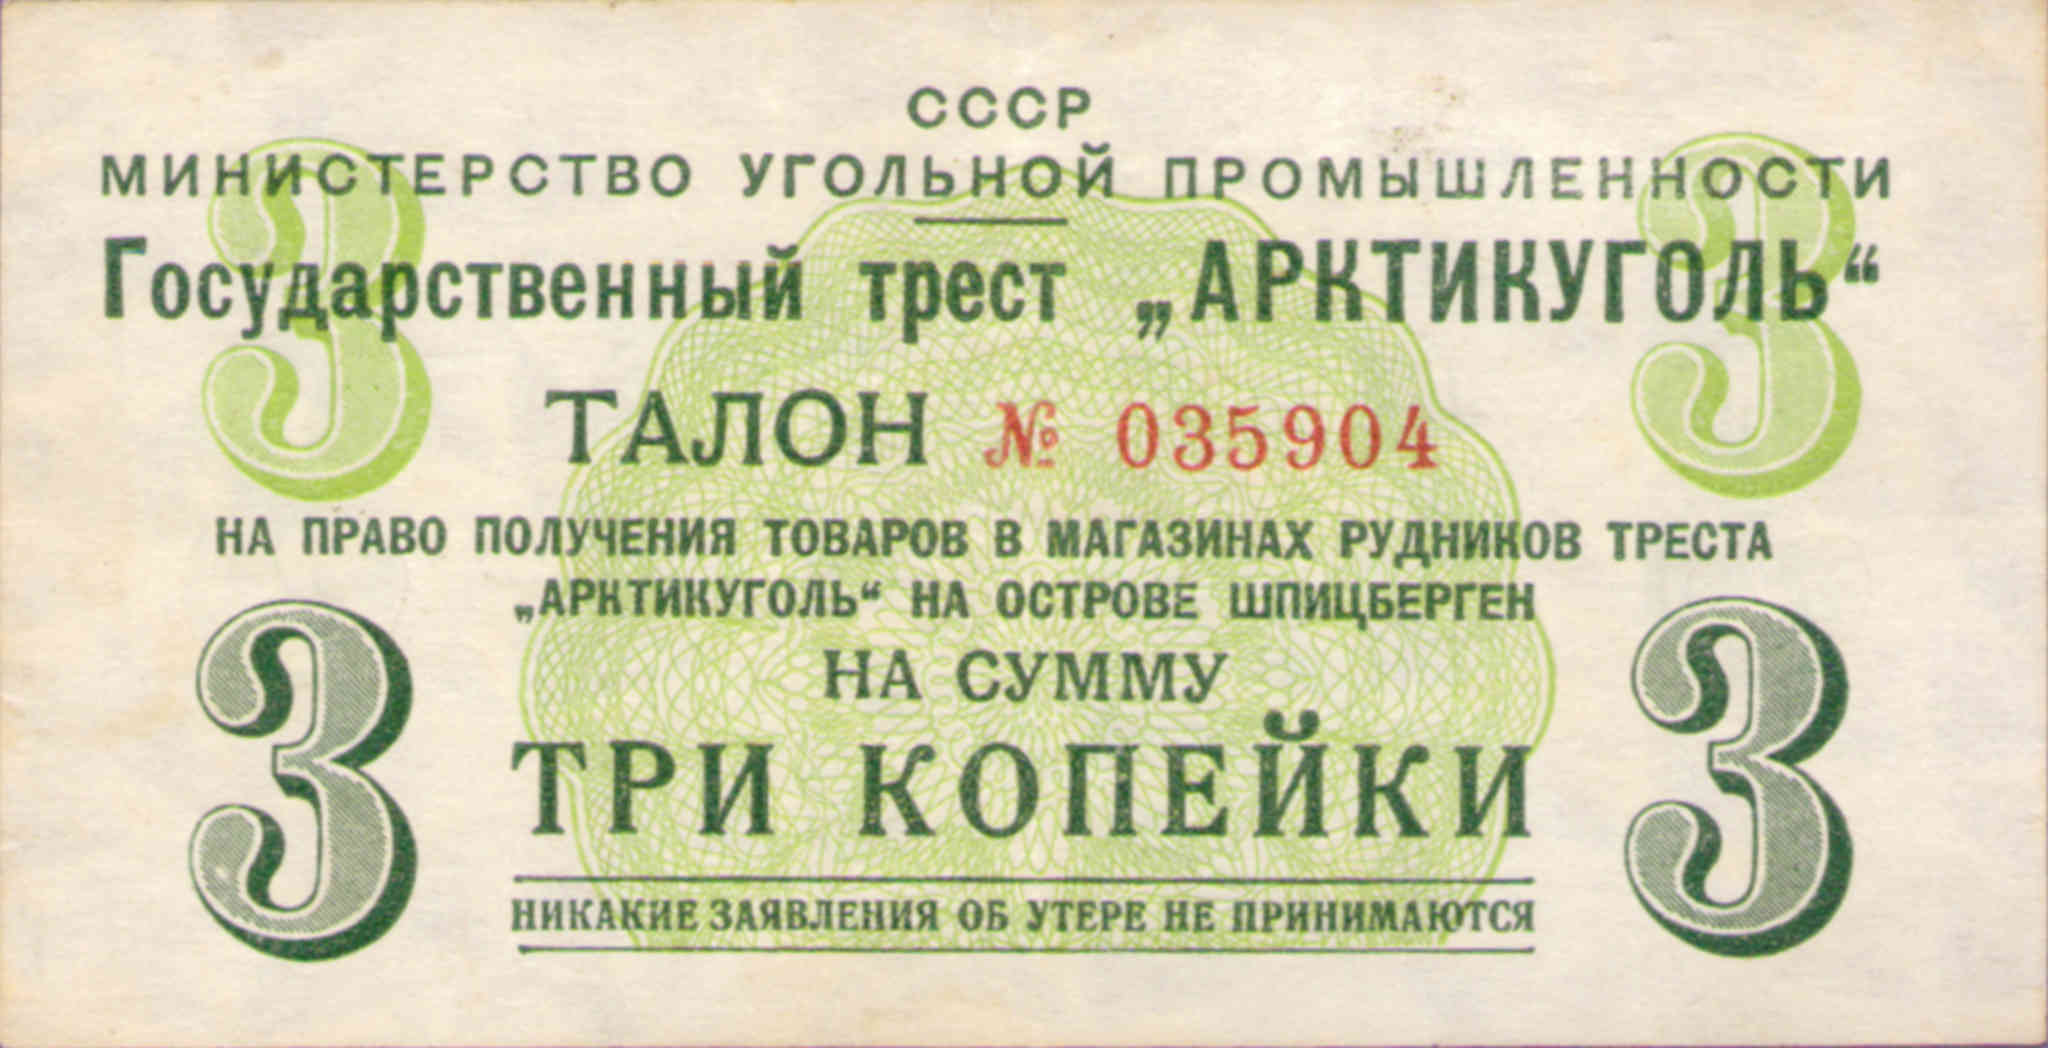 3 3
СССР
МИНИСТЕРСТВО УГОЛЬНОЙ ПРОМЫШЛЕННОСТИ
Государственный трест „АРКТИКУГОЛЬ“
ТАЛОН № 035904
НА ПРАВО ПОЛУЧЕНИЯ ТОВАРОВ В МАГАЗИНАХ РУДНИКОВ ТРЕСТА
„АРКТИКУГОЛЬ“ НА ОСТРОВЕ ШПИЦБЕРГЕН
НА СУММУ
3 ТРИ КОПЕЙКИ 3
НИКАКИЕ ЗАЯВЛЕНИЯ ОБ УТЕРЕ НЕ ПРИНИМАЮТСЯ